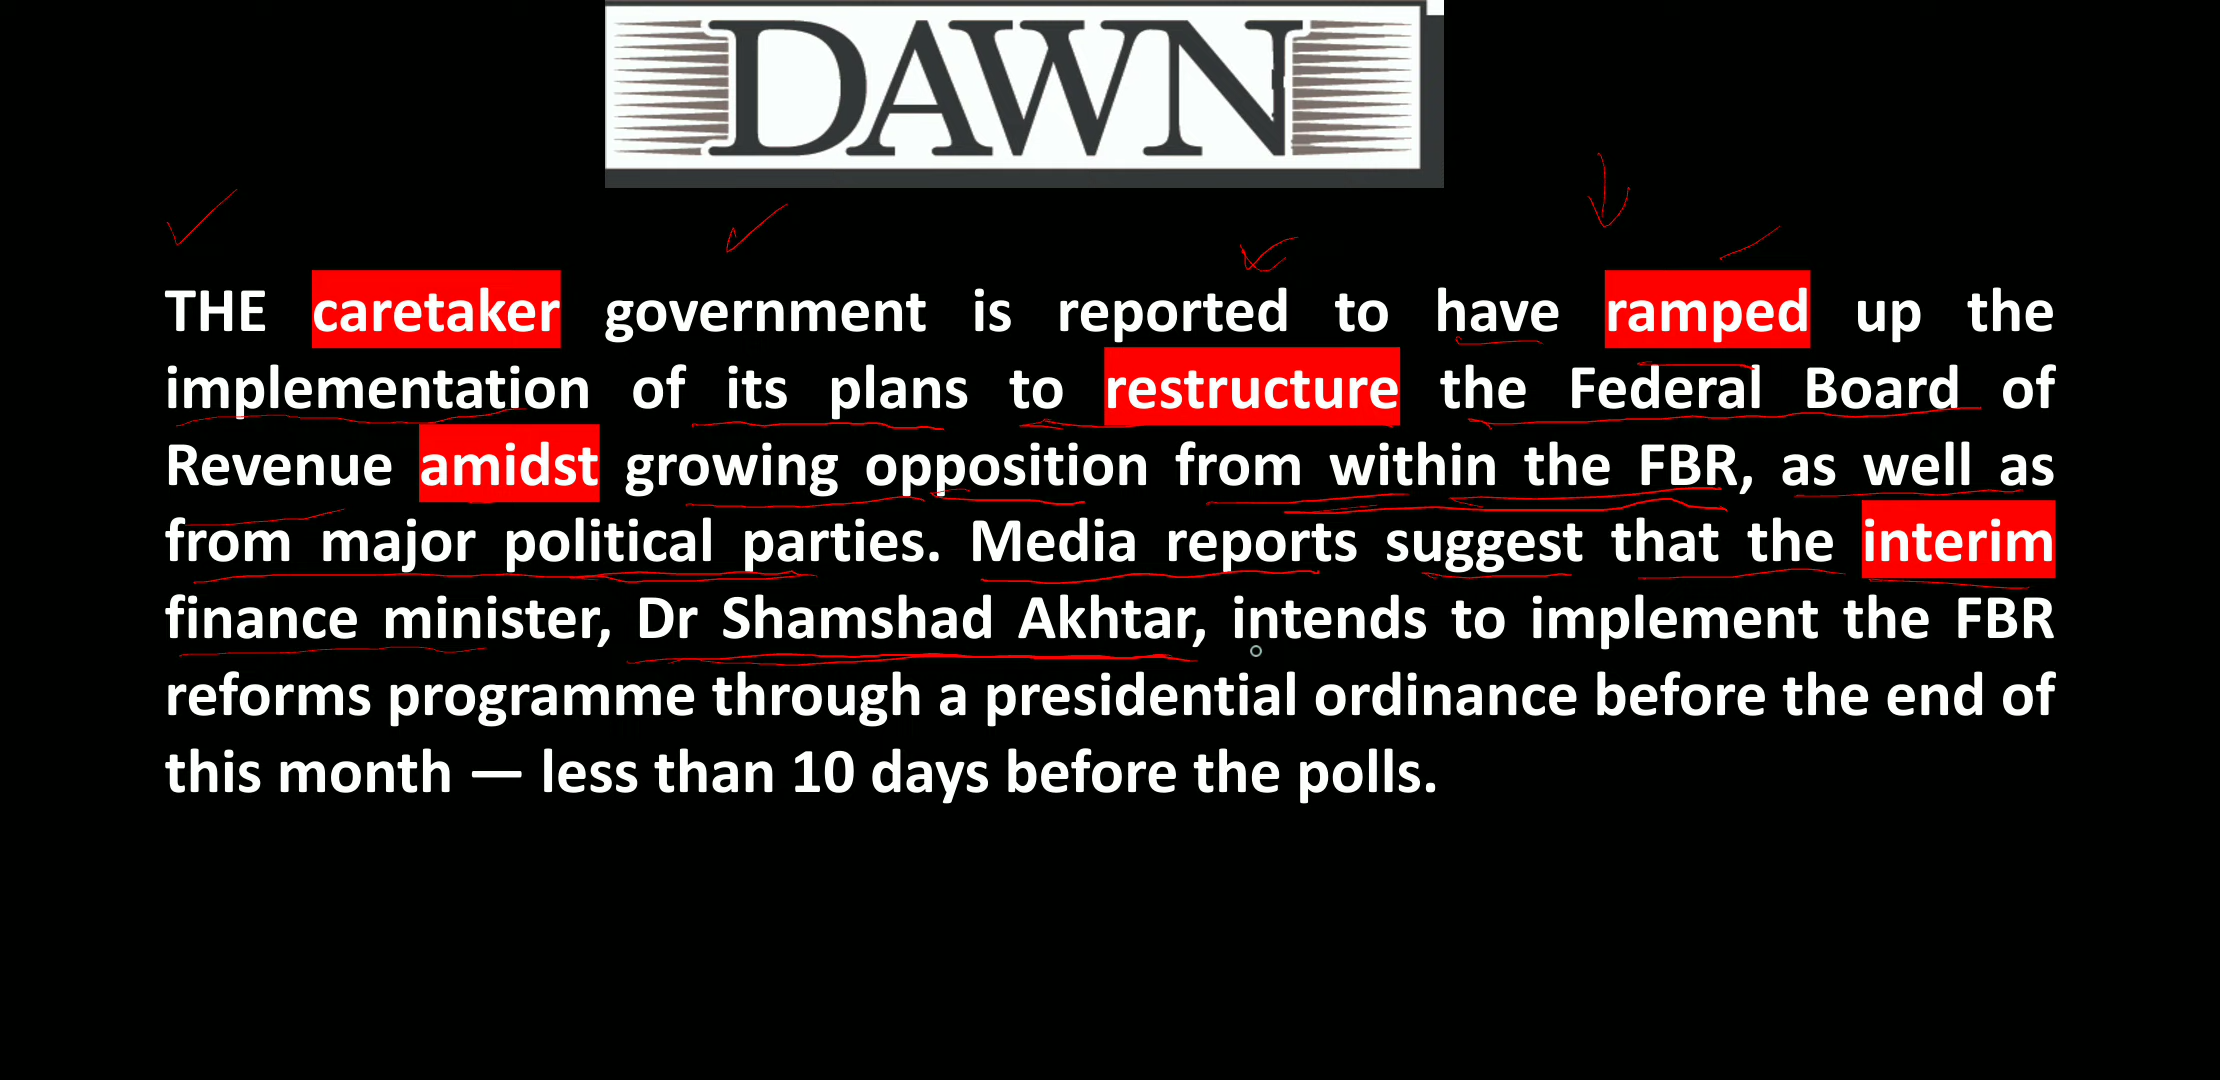 DAWN
THE caretaker government is reported to have ramped up the
implementation of its plans to restructure the Federal Board of
Revenue amidst growing opposition from within the FBR, as well as
from major political parties. Media reports suggest that the interim
finance minister, Dr Shamshad Akhtar, intends to implement the FBR
reforms programme through a presidential ordinance before the end of
this month — less than 10 days before the polls.